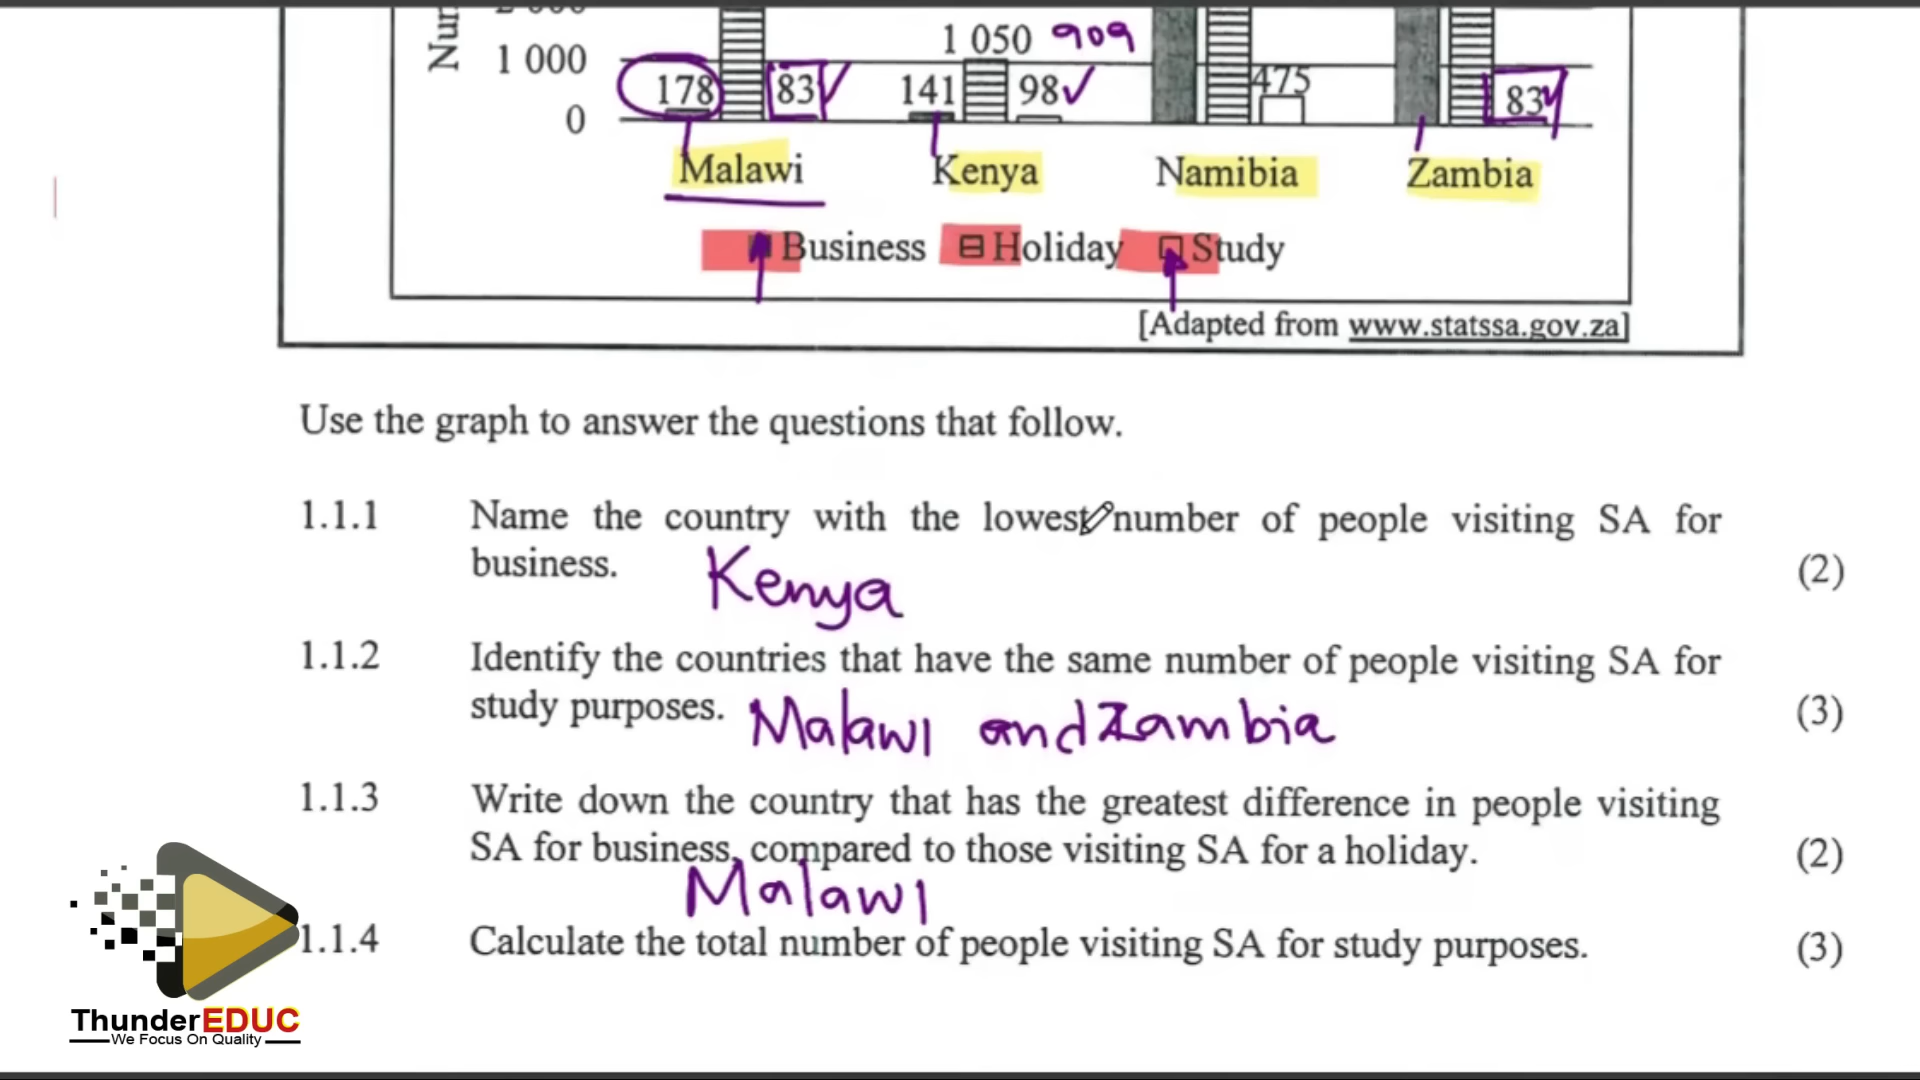 1 050 909
1 000
178 83 141 98 475 83
0
Malawi Kenya Namibia Zambia
Business Holiday Study
[Adapted from www.statssa.gov.za]
Use the graph to answer the questions that follow.
1.1.1 Name the country with the lowest number of people visiting SA for
business. Kenya (2)
1.1.2 Identify the countries that have the same number of people visiting SA for
study purposes. Malawi and Zambia (3)
1.1.3 Write down the country that has the greatest difference in people visiting
SA for business, compared to those visiting SA for a holiday. (2)
Malawi
1.1.4 Calculate the total number of people visiting SA for study purposes. (3)
ThunderEDUC
We Focus On Quality